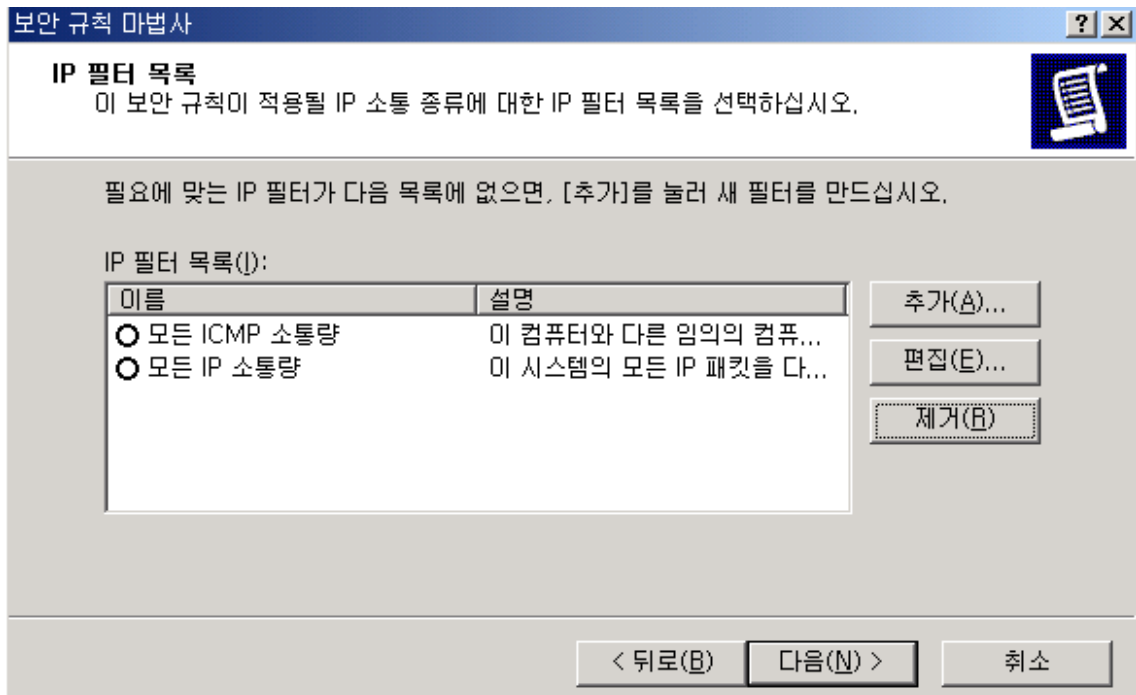 보안 규칙 마법사
IP 필터 목록
이 보안 규칙이 적용될 IP 소통 종류에 대한 IP 필터 목록을 선택하십시오.
필요에 맞는 IP 필터가 다음 목록에 없으면, [추가]를 눌러 새 필터를 만드십시오.
IP 필터 목록(I):
이름 설명
모든 ICMP 소통량 이 컴퓨터와 다른 임의의 컴퓨...
모든 IP 소통량 이 시스템의 모든 IP 패킷을 다...
추가(A)...
편집(E)...
제거(R)
< 뒤로(B) 다음(N) > 취소